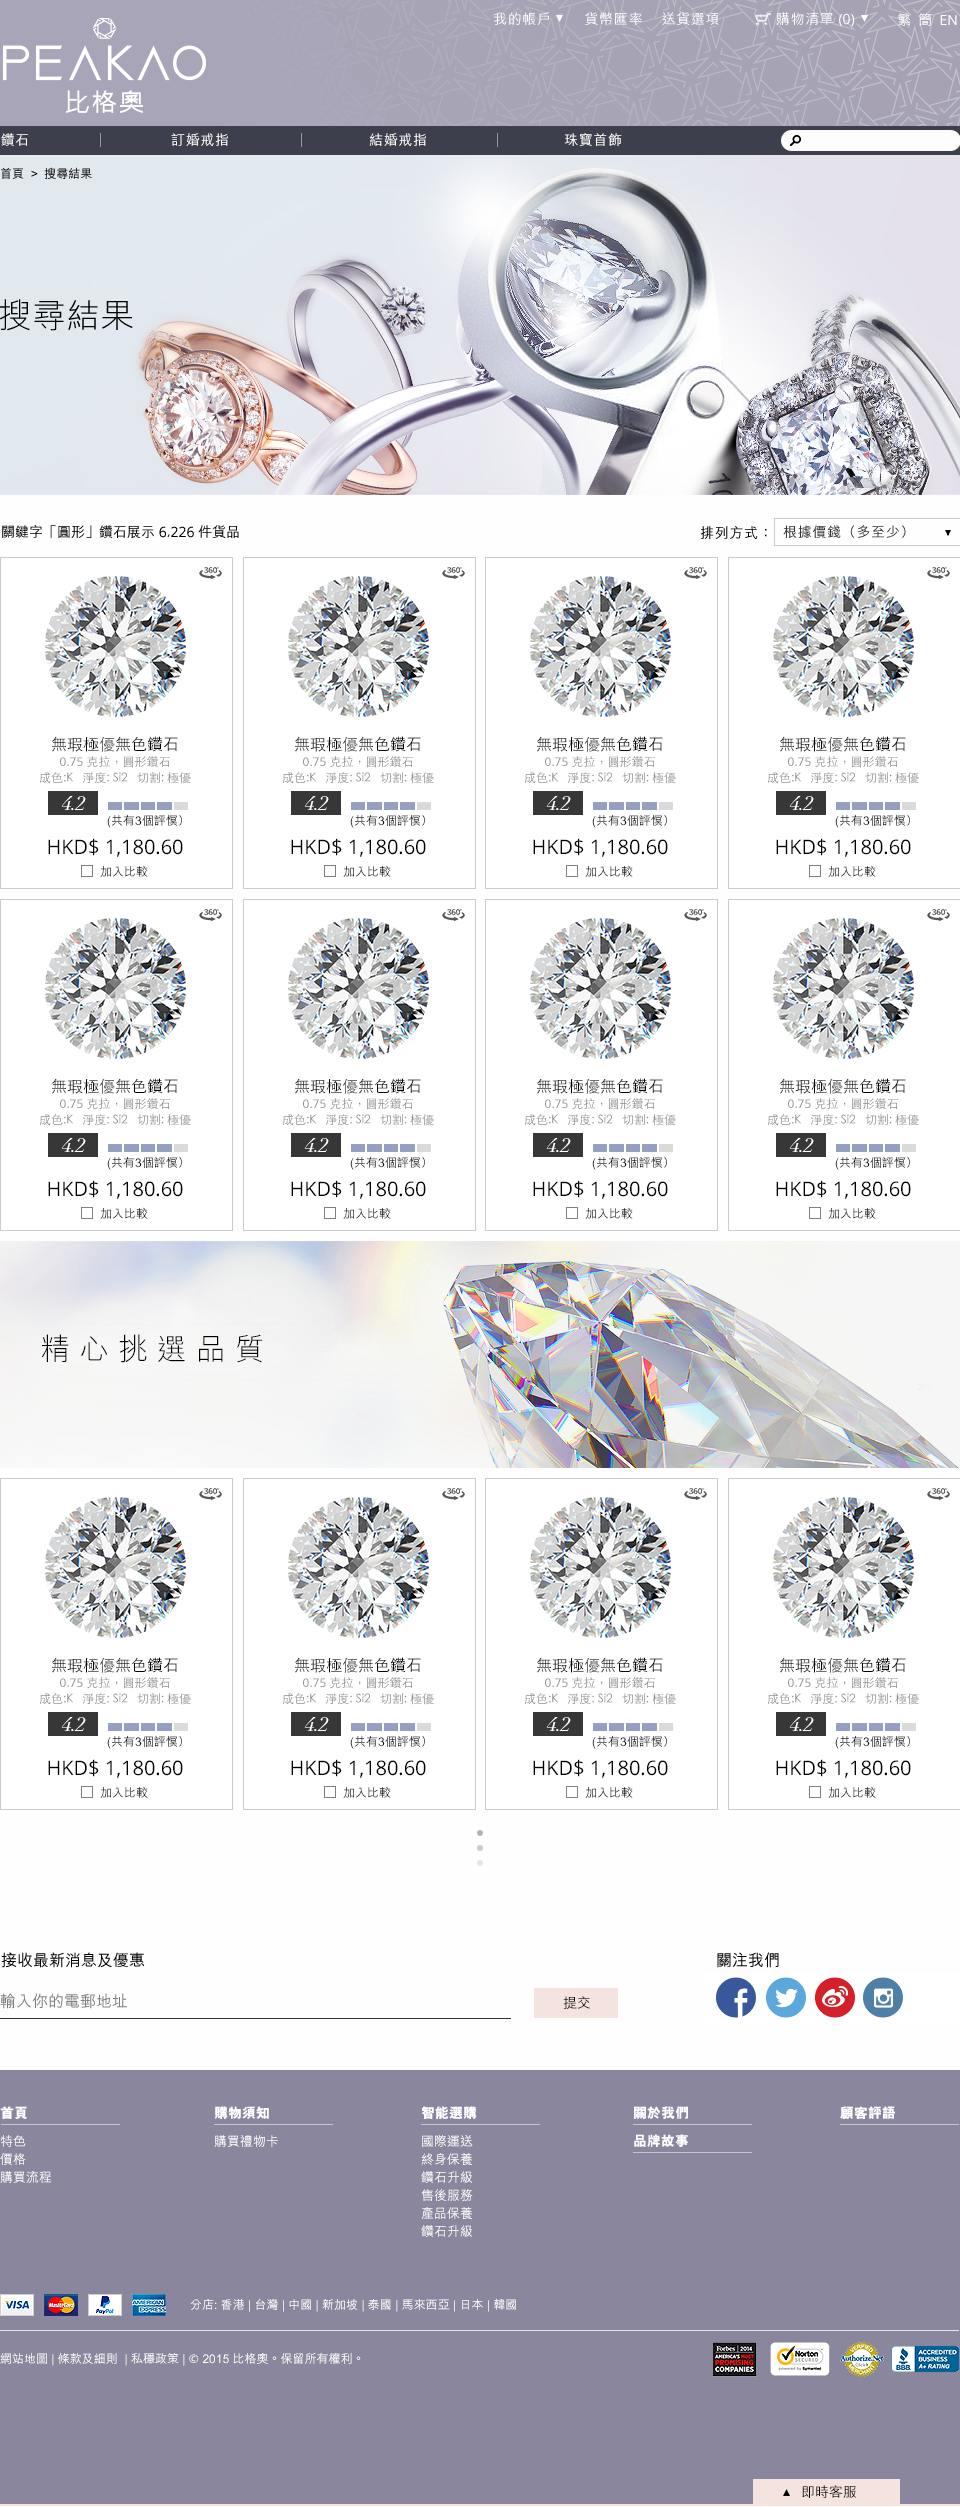 我的帳戶 ▼ 貨幣匯率 送貨選項 購物清單 (0) ▼ 繁 簡 EN
PEAKAO
比格奧
鑽石 訂婚戒指 結婚戒指 珠寶首飾
首頁 > 搜尋結果
搜尋結果
10
關鍵字「圓形」鑽石展示 6,226 件貨品 排列方式： 根據價錢（多至少） ▼
360° 360° 360° 360°
無瑕極優無色鑽石 無瑕極優無色鑽石 無瑕極優無色鑽石 無瑕極優無色鑽石
0.75 克拉，圓形鑽石 0.75 克拉，圓形鑽石 0.75 克拉，圓形鑽石 0.75 克拉，圓形鑽石
成色:K 淨度: Si2 切割: 極優 成色:K 淨度: Si2 切割: 極優 成色:K 淨度: Si2 切割: 極優 成色:K 淨度: Si2 切割: 極優
4.2 4.2 4.2 4.2
(共有3個評慏) (共有3個評慏) (共有3個評慏) (共有3個評慏)
HKD$ 1,180.60 HKD$ 1,180.60 HKD$ 1,180.60 HKD$ 1,180.60
加入比較 加入比較 加入比較 加入比較
360° 360° 360° 360°
無瑕極優無色鑽石 無瑕極優無色鑽石 無瑕極優無色鑽石 無瑕極優無色鑽石
0.75 克拉，圓形鑽石 0.75 克拉，圓形鑽石 0.75 克拉，圓形鑽石 0.75 克拉，圓形鑽石
成色:K 淨度: Si2 切割: 極優 成色:K 淨度: Si2 切割: 極優 成色:K 淨度: Si2 切割: 極優 成色:K 淨度: Si2 切割: 極優
4.2 4.2 4.2 4.2
(共有3個評慏) (共有3個評慏) (共有3個評慏) (共有3個評慏)
HKD$ 1,180.60 HKD$ 1,180.60 HKD$ 1,180.60 HKD$ 1,180.60
加入比較 加入比較 加入比較 加入比較
精心挑選品質
360° 360° 360° 360°
無瑕極優無色鑽石 無瑕極優無色鑽石 無瑕極優無色鑽石 無瑕極優無色鑽石
0.75 克拉，圓形鑽石 0.75 克拉，圓形鑽石 0.75 克拉，圓形鑽石 0.75 克拉，圓形鑽石
成色:K 淨度: Si2 切割: 極優 成色:K 淨度: Si2 切割: 極優 成色:K 淨度: Si2 切割: 極優 成色:K 淨度: Si2 切割: 極優
4.2 4.2 4.2 4.2
(共有3個評慏) (共有3個評慏) (共有3個評慏) (共有3個評慏)
HKD$ 1,180.60 HKD$ 1,180.60 HKD$ 1,180.60 HKD$ 1,180.60
加入比較 加入比較 加入比較 加入比較
接收最新消息及優惠 關注我們
輸入你的電郵地址 提交
首頁 購物須知 智能選購 關於我們 顧客評語
特色 購買禮物卡 國際運送 品牌故事
價格 終身保養
購買流程 鑽石升級
售後服務
產品保養
鑽石升級
VISA MasterCard PayPal AMERICAN EXPRESS 分店: 香港 | 台灣 | 中國 | 新加坡 | 泰國 | 馬來西亞 | 日本 | 韓國
網站地圖 | 條款及細則 | 私穩政策 | © 2015 比格奧。保留所有權利。
Forbes 2014 AMERICA'S MOST PROMISING COMPANIES
Norton SECURED powered by Symantec
VERIFIED Authorize.Net MERCHANT
BBB. ACCREDITED BUSINESS A+ RATING
▲ 即時客服